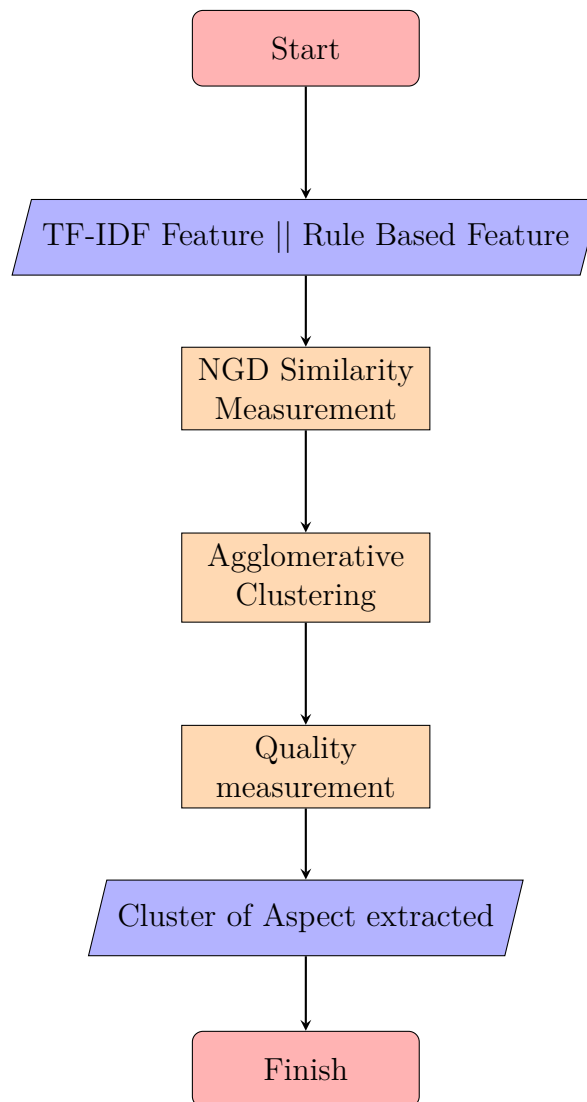 Start
TF-IDF Feature || Rule Based Feature
NGD Similarity
Measurement
Agglomerative
Clustering
Quality
measurement
Cluster of Aspect extracted
Finish